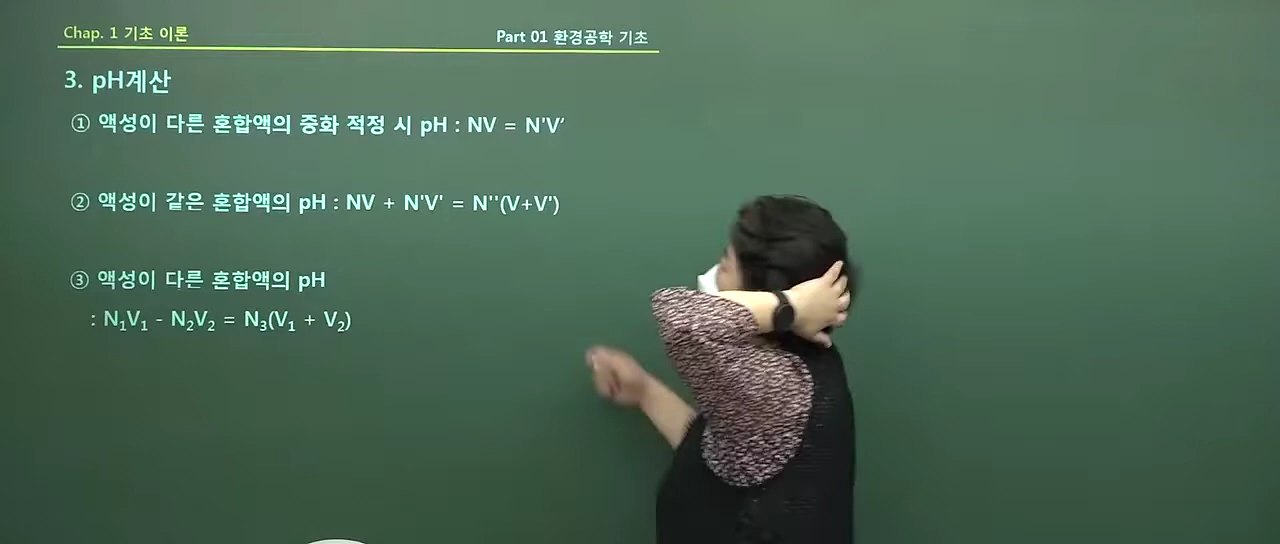 Chap. 1 기초 이론
Part 01 환경공학 기초
3. pH계산
① 액성이 다른 혼합액의 중화 적정 시 pH : NV = N'V'
② 액성이 같은 혼합액의 pH : NV + N'V' = N''(V+V')
③ 액성이 다른 혼합액의 pH
: N₁V₁ - N₂V₂ = N₃(V₁ + V₂)